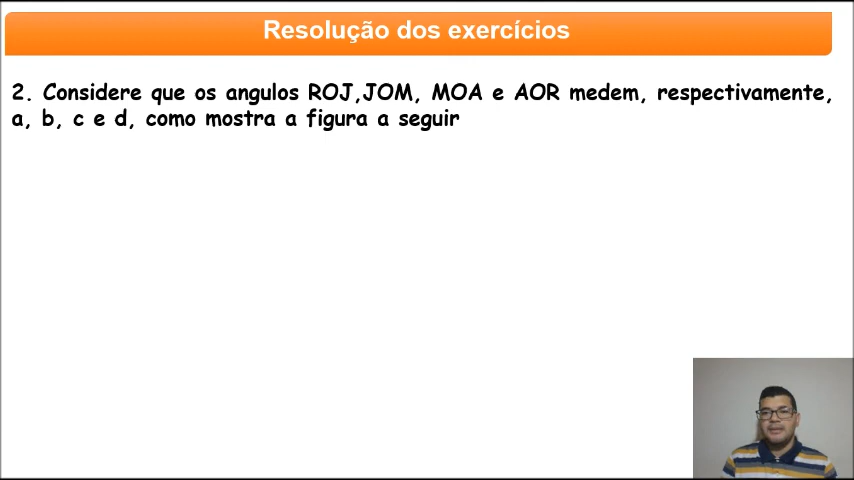 Resolução dos exercícios
2. Considere que os angulos ROJ,JOM, MOA e AOR medem, respectivamente,
a, b, c e d, como mostra a figura a seguir